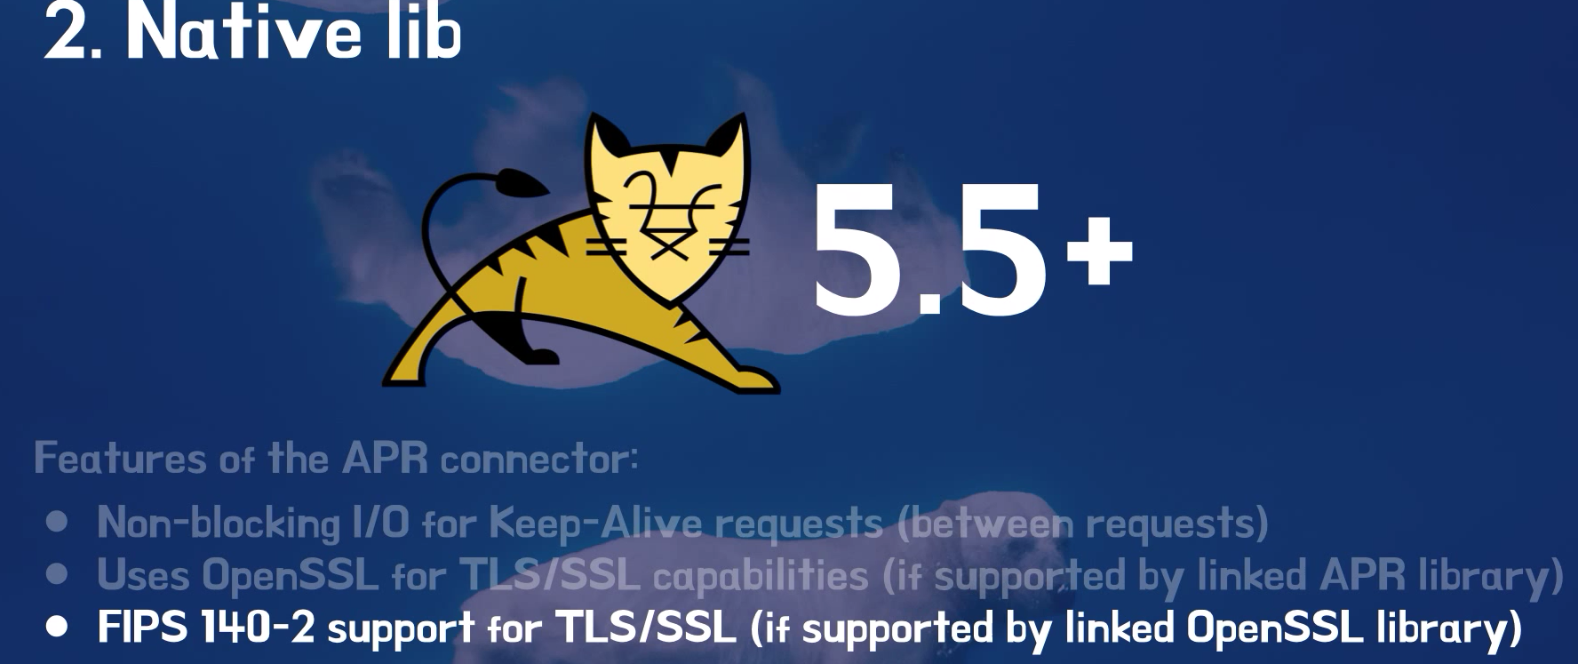 2. Native lib
5.5+
Features of the APR connector:
● Non-blocking I/O for Keep-Alive requests (between requests)
● Uses OpenSSL for TLS/SSL capabilities (if supported by linked APR library)
● FIPS 140-2 support for TLS/SSL (if supported by linked OpenSSL library)